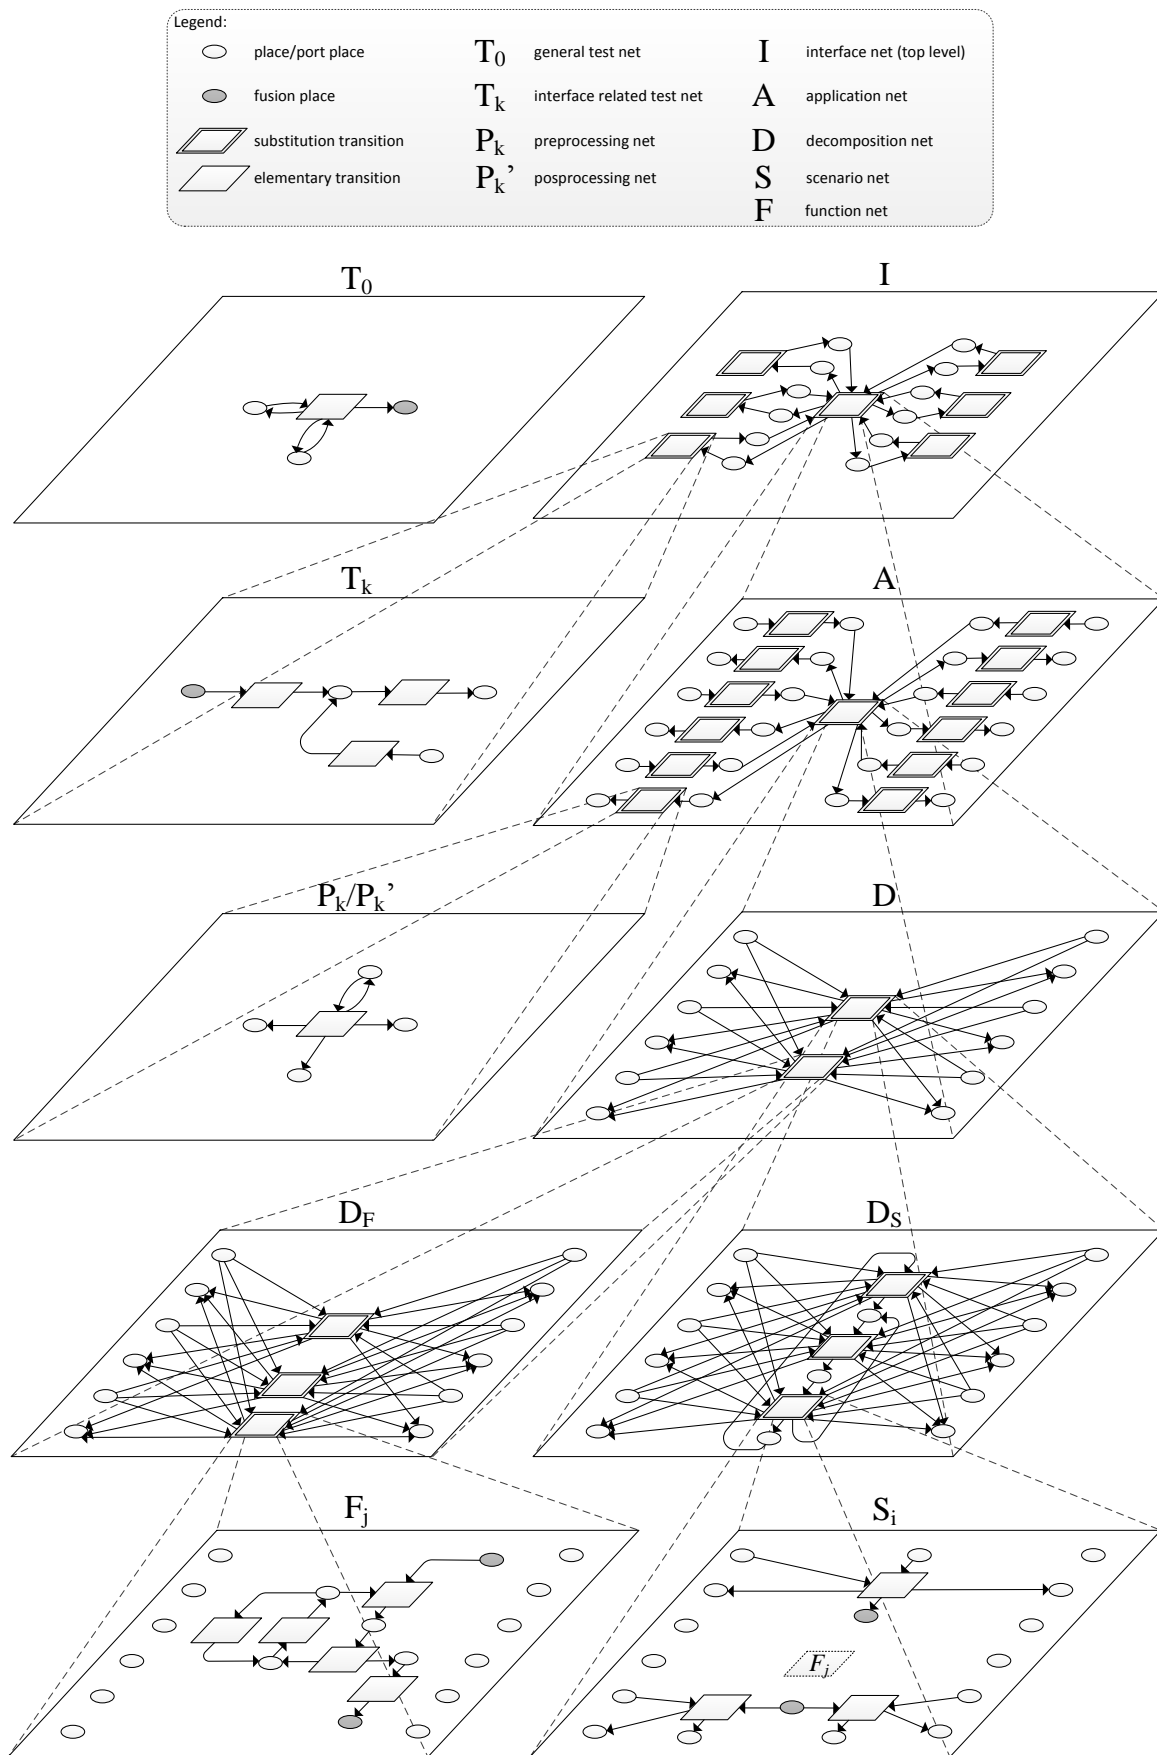 Legend:
place/port place T0 general test net I interface net (top level)
fusion place Tk interface related test net A application net
substitution transition Pk preprocessing net D decomposition net
elementary transition Pk’ posprocessing net S scenario net
F function net
T0 I
Tk A
Pk/Pk’ D
DF DS
Fj Si
Fj